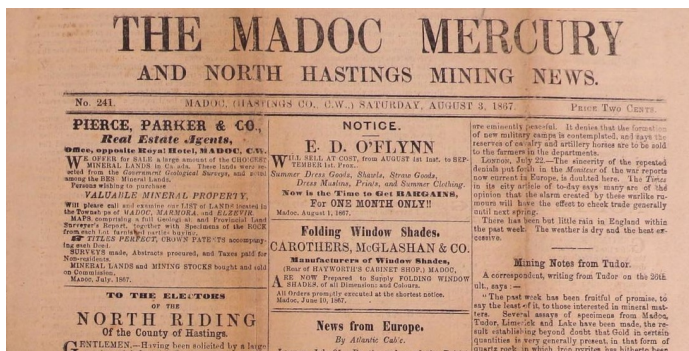 THE MADOC MERCURY
AND NORTH HASTINGS MINING NEWS.
No. 241. MADOC, (HASTINGS CO., C.W.,) SATURDAY, AUGUST 3, 1867. PRICE TWO CENTS.
PIERCE, PARKER & CO.,
Real Estate Agents,
Office, opposite Royal Hotel, MADOC, C.W.
WE OFFER for SALE a large amount of the CHOICEST
MINERAL LANDS in Canada. These lands were sel-
ected from the Government Geological Surveys, and
among the BEST Mineral Lands.
Persons wishing to purchase
VALUABLE MINERAL PROPERTY,
Will please call and examine our LIST of LANDS located in
the Townships of MADOC, MARMORA, and ELZEVIR.
MAPS, comprising a full Geological and Provincial Land
Surveyor's Report, together with Specimens of the ROCK
from each Lot furnished parties buying.
TITLES PERFECT, CROWN PATENTS accompany-
ing each Deed.
SURVEYS made, Abstracts procured, and Taxes paid for
Non-residents.
MINERAL LANDS and MINING STOCKS bought and sold
on Commission.
MADOC, July, 1867.
TO THE ELECTORS
OF THE
NORTH RIDING
Of the County of Hastings.
GENTLEMEN.—Having been solicited by a large
NOTICE.
E. D. O'FLYNN
WILL SELL AT COST, from AUGUST 1st Inst. to SEP-
TEMBER 1st. Prox.
Summer Dress Goods, Shawls, Straw Goods,
Dress Muslins, Prints, and Summer Clothing.
Now is the Time to Get BARGAINS,
For ONE MONTH ONLY!!
Madoc, August 1, 1867.
Folding Window Shades.
CAROTHERS, McGLASHAN & CO.
Manufacturers of Window Shades,
(Rear of HAYWORTH'S CABINET SHOP,) MADOC,
ARE NOW Prepared to Supply FOLDING WINDOW
SHADES, of all Dimensions and Colours.
All Orders promptly executed at the shortest notice.
Madoc, June 10, 1867.
News from Europe.
By Atlantic Cable.
are eminently peaceful. It denies that the formation
of new military camps is contemplated, and says the
reserves of cavalry and artillery horses are to be sold
to the farmers in the departments.
LONDON, July 22.—The sincerity of the repeated
denials put forth in the Moniteur of the war reports
now current in Europe, is doubted here. The Times
in its city article of to-day says many are of the
opinion that the alarm created by these warlike ru-
mours will have the effect to check trade generally
until next spring.
There has been but little rain in England within
the past week. The weather is dry and the heat ex-
cessive.
Mining Notes from Tudor.
A correspondent, writing from Tudor on the 26th
ult., says :—
"The past week has been fruitful of promise, to
say the least of it, to those interested in mineral mat-
ters. Several assays of specimens from Madoc,
Tudor, Limerick and Lake have been made, the re-
sult establishing beyond doubt that Gold in certain
quantities is very generally present, in that form of
quartz rock in which iron pyrites has hitherto been